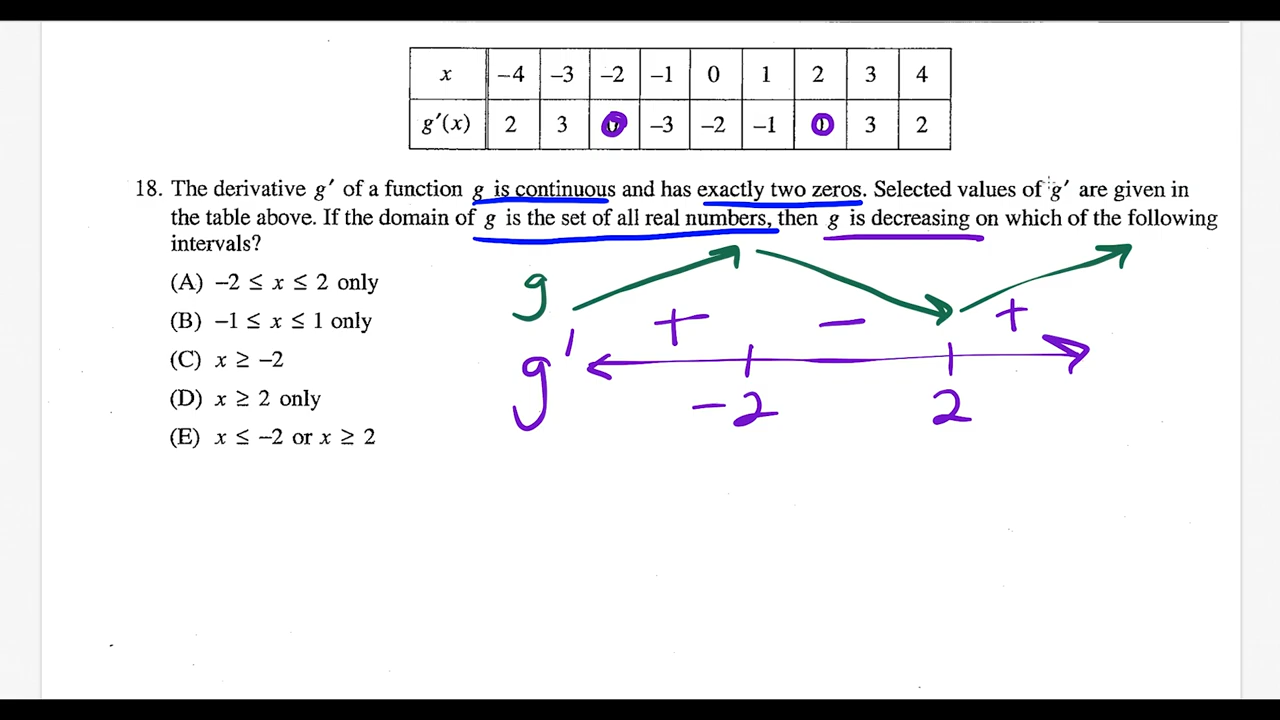 x −4 −3 −2 −1 0 1 2 3 4
g′(x) 2 3 0 −3 −2 −1 0 3 2
18. The derivative g′ of a function g is continuous and has exactly two zeros. Selected values of g′ are given in
the table above. If the domain of g is the set of all real numbers, then g is decreasing on which of the following
intervals?
(A) −2 ≤ x ≤ 2 only
(B) −1 ≤ x ≤ 1 only
(C) x ≥ −2
(D) x ≥ 2 only
(E) x ≤ −2 or x ≥ 2
g
+ − +
g′
−2 2